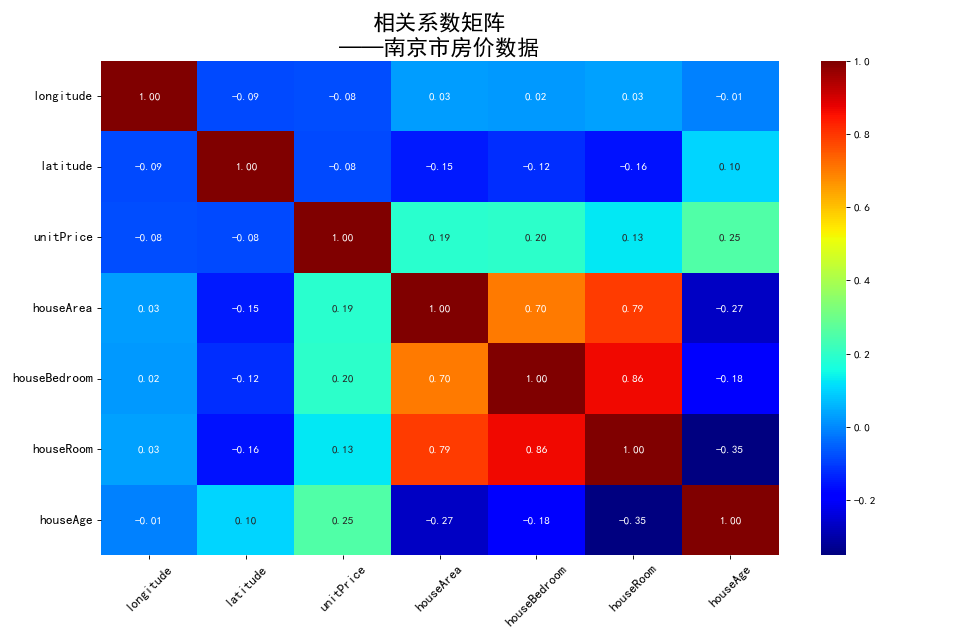 相关系数矩阵
——南京市房价数据
longitude 1.00 -0.09 -0.08 0.03 0.02 0.03 -0.01
latitude -0.09 1.00 -0.08 -0.15 -0.12 -0.16 0.10
unitPrice -0.08 -0.08 1.00 0.19 0.20 0.13 0.25
houseArea 0.03 -0.15 0.19 1.00 0.70 0.79 -0.27
houseBedroom 0.02 -0.12 0.20 0.70 1.00 0.86 -0.18
houseRoom 0.03 -0.16 0.13 0.79 0.86 1.00 -0.35
houseAge -0.01 0.10 0.25 -0.27 -0.18 -0.35 1.00
longitude latitude unitPrice houseArea houseBedroom houseRoom houseAge
1.0
0.8
0.6
0.4
0.2
0.0
-0.2